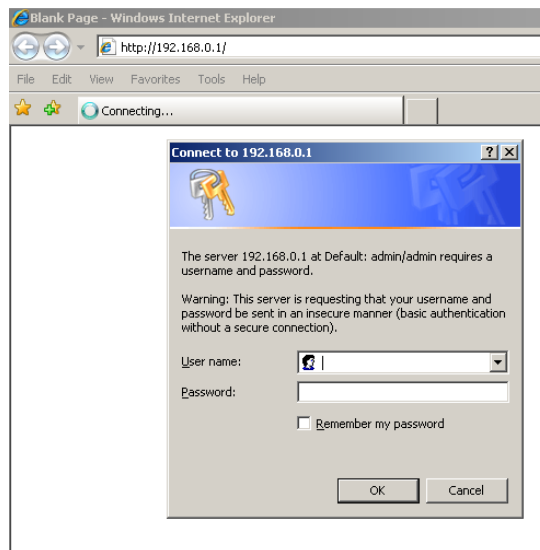 Blank Page - Windows Internet Explorer
http://192.168.0.1/
File Edit View Favorites Tools Help
Connecting...
Connect to 192.168.0.1
The server 192.168.0.1 at Default: admin/admin requires a
username and password.
Warning: This server is requesting that your username and
password be sent in an insecure manner (basic authentication
without a secure connection).
User name:
Password:
Remember my password
OK Cancel